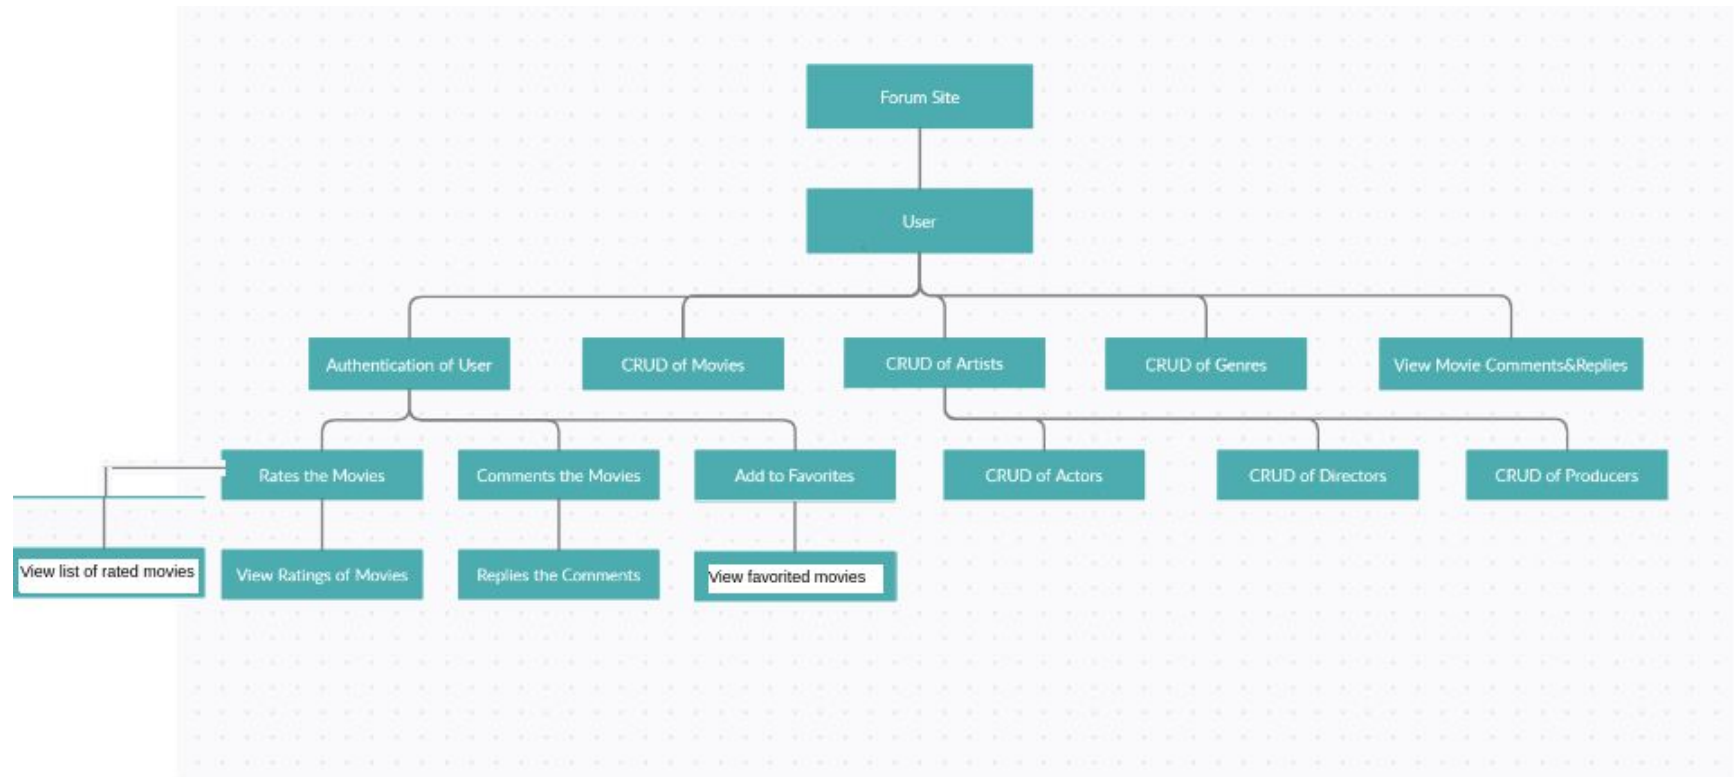 Forum Site
User
Authentication of User
CRUD of Movies
CRUD of Artists
CRUD of Genres
View Movie Comments&Replies
Rates the Movies
Comments the Movies
Add to Favorites
CRUD of Actors
CRUD of Directors
CRUD of Producers
View list of rated movies
View Ratings of Movies
Replies the Comments
View favorited movies